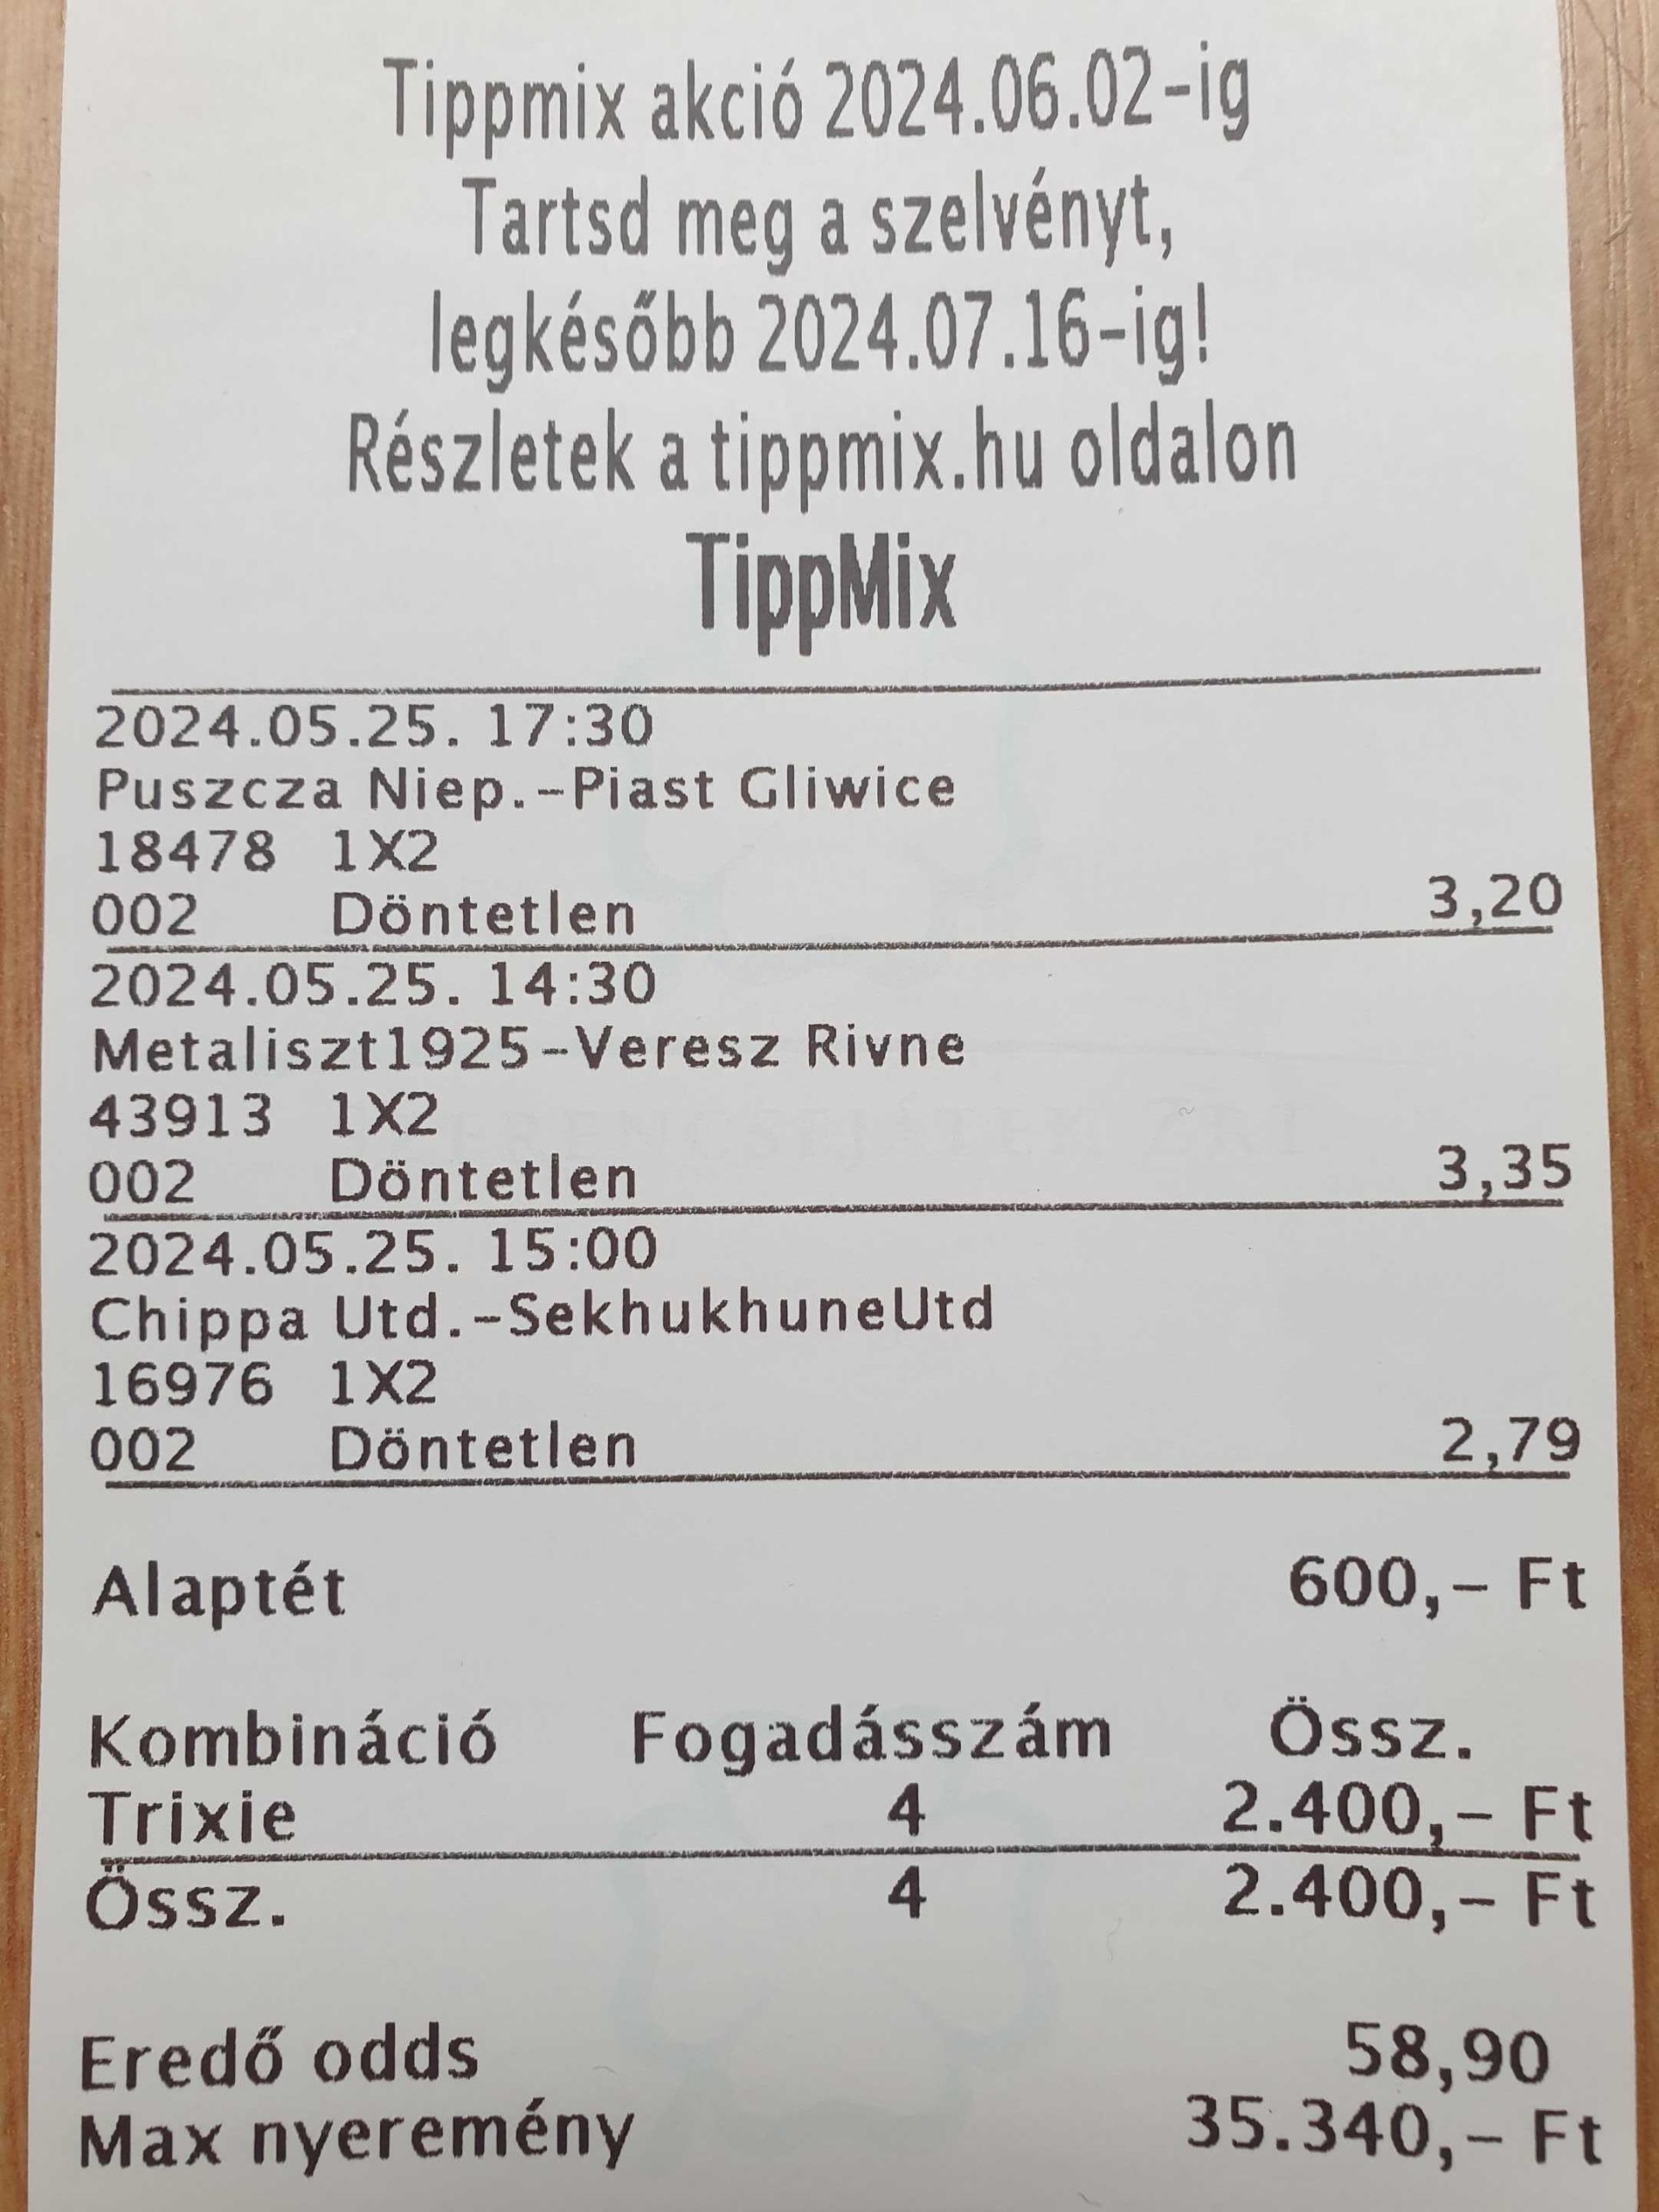 Tippmix akció 2024.06.02-ig
Tartsd meg a szelvényt,
legkésőbb 2024.07.16-ig!
Részletek a tippmix.hu oldalon
TippMix
2024.05.25. 17:30
Puszcza Niep.-Piast Gliwice
18478 1X2
002 Döntetlen 3,20
2024.05.25. 14:30
Metaliszt1925-Veresz Rivne
43913 1X2
002 Döntetlen 3,35
2024.05.25. 15:00
Chippa Utd.-SekhukhuneUtd
16976 1X2
002 Döntetlen 2,79
Alaptét 600,- Ft
Kombináció Fogadásszám Össz.
Trixie 4 2.400,- Ft
Össz. 4 2.400,- Ft
Eredő odds 58,90
Max nyeremény 35.340,- Ft